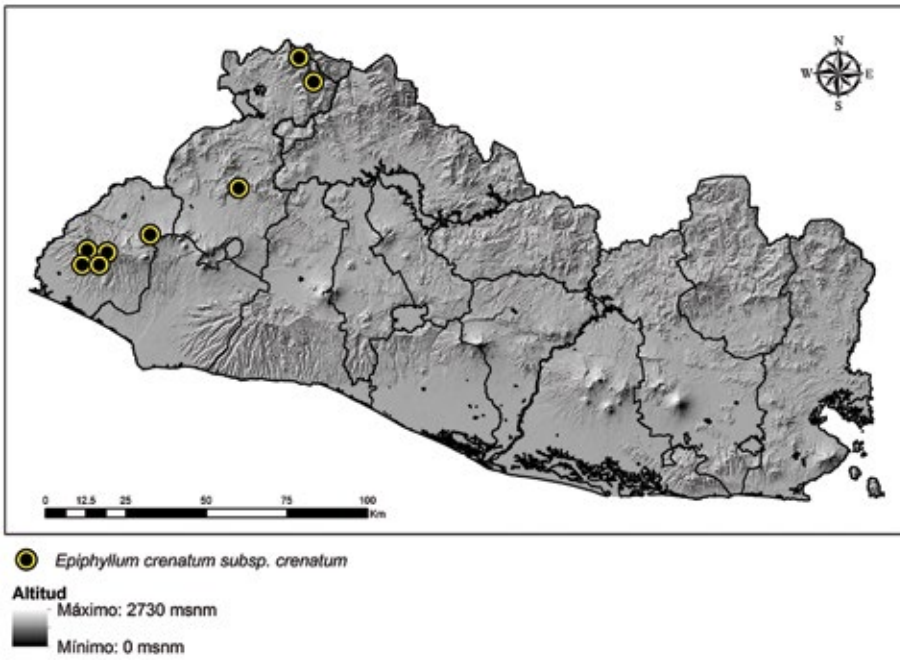 N
W E
S
0 12.5 25 50 75 100
Km
Epiphyllum crenatum subsp. crenatum
Altitud
Máximo: 2730 msnm
Mínimo: 0 msnm